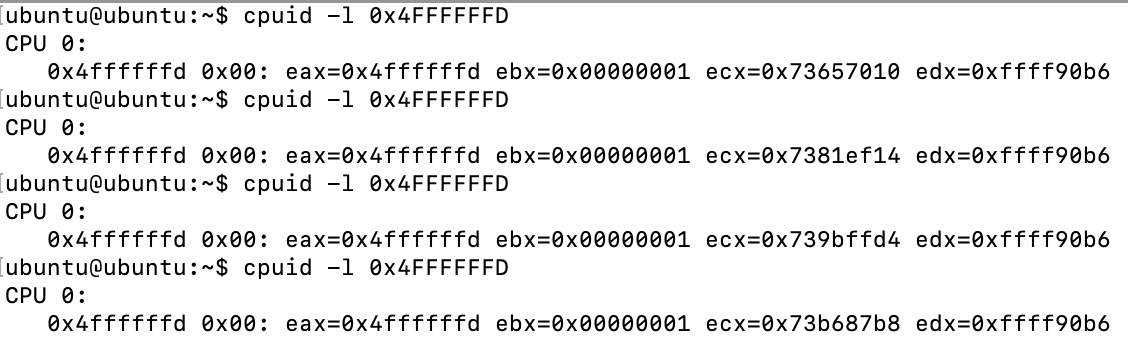 [ubuntu@ubuntu:~$ cpuid -l 0x4FFFFFFD
CPU 0:
   0x4ffffffd 0x00: eax=0x4ffffffd ebx=0x00000001 ecx=0x73657010 edx=0xffff90b6
[ubuntu@ubuntu:~$ cpuid -l 0x4FFFFFFD
CPU 0:
   0x4ffffffd 0x00: eax=0x4ffffffd ebx=0x00000001 ecx=0x7381ef14 edx=0xffff90b6
[ubuntu@ubuntu:~$ cpuid -l 0x4FFFFFFD
CPU 0:
   0x4ffffffd 0x00: eax=0x4ffffffd ebx=0x00000001 ecx=0x739bffd4 edx=0xffff90b6
[ubuntu@ubuntu:~$ cpuid -l 0x4FFFFFFD
CPU 0:
   0x4ffffffd 0x00: eax=0x4ffffffd ebx=0x00000001 ecx=0x73b687b8 edx=0xffff90b6